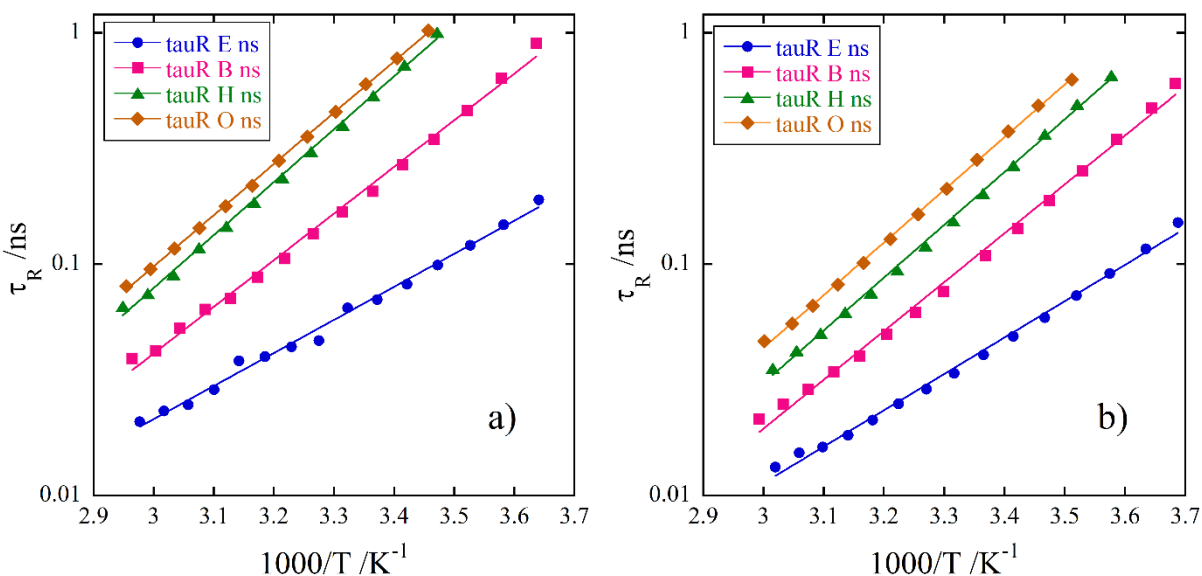 1
0.1
0.01
τR /ns
tauR E ns
tauR B ns
tauR H ns
tauR O ns
a)
2.9 3 3.1 3.2 3.3 3.4 3.5 3.6 3.7
1000/T /K-1
1
0.1
0.01
τR /ns
tauR E ns
tauR B ns
tauR H ns
tauR O ns
b)
2.9 3 3.1 3.2 3.3 3.4 3.5 3.6 3.7
1000/T /K-1